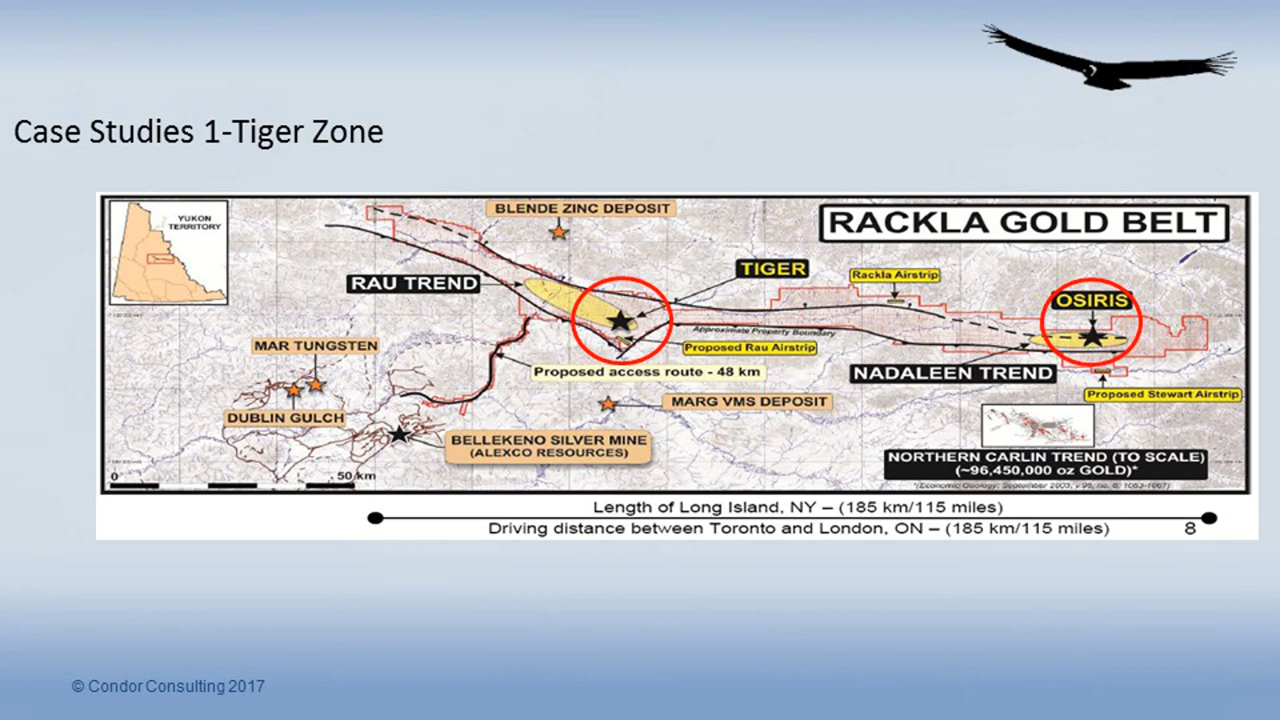 Case Studies 1-Tiger Zone
YUKON
TERRITORY
BLENDE ZINC DEPOSIT
RACKLA GOLD BELT
RAU TREND
TIGER
Rackla Airstrip
OSIRIS
Approximate Property Boundary
Proposed Rau Airstrip
MAR TUNGSTEN
Proposed access route - 48 km
NADALEEN TREND
Proposed Stewart Airstrip
DUBLIN GULCH
MARG VMS DEPOSIT
BELLEKENO SILVER MINE
(ALEXCO RESOURCES)
NORTHERN CARLIN TREND (TO SCALE)
(~96,450,000 oz GOLD)*
0
50 km
Length of Long Island, NY – (185 km/115 miles)
Driving distance between Toronto and London, ON – (185 km/115 miles)
8
© Condor Consulting 2017